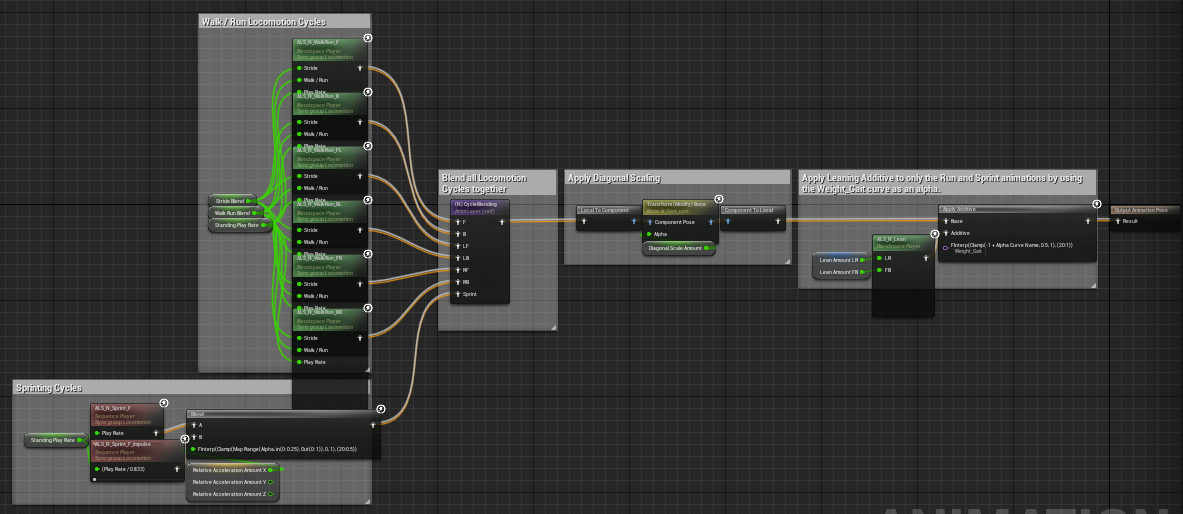 Walk / Run Locomotion Cycles
ALS_N_WalkRun_F
Blendspace Player
Sync group Locomotion
Stride
Walk / Run
Play Rate
ALS_N_WalkRun_B
Blendspace Player
Sync group Locomotion
Stride
Walk / Run
Play Rate
ALS_N_WalkRun_FL
Blendspace Player
Sync group Locomotion
Stride
Walk / Run
Play Rate
ALS_N_WalkRun_BL
Blendspace Player
Sync group Locomotion
Stride
Walk / Run
Play Rate
ALS_N_WalkRun_FR
Blendspace Player
Sync group Locomotion
Stride
Walk / Run
Play Rate
ALS_N_WalkRun_BR
Blendspace Player
Sync group Locomotion
Stride
Walk / Run
Play Rate
Stride Blend
Walk Run Blend
Standing Play Rate
Blend all Locomotion
Cycles together
(N) CycleBlending
AnimLayer (self)
F
B
LF
LB
RF
RB
Sprint
Apply Diagonal Scaling
Local To Component
Transform (Modify) Bone
Component Pose
Alpha
Diagonal Scale Amount
Component To Local
Apply Leaning Additive to only the Run and Sprint animations by using
the Weight_Gait curve as an alpha.
Lean Amount LR
Lean Amount FB
ALS_N_Lean
Blendspace Player
LR
FB
Apply Additive
Base
Additive
FInterp(Clamp(-1 + Alpha Curve Name, 0.5, 1), (20:1))
Weight_Gait
Output Animation Pose
Result
Sprinting Cycles
Standing Play Rate
ALS_N_Sprint_F
Sequence Player
Sync group Locomotion
Play Rate
ALS_N_Sprint_F_Impulse
Sequence Player
Sync group Locomotion
(Play Rate / 0.833)
Blend
A
B
FInterp(Clamp(Map Range(Alpha, in(0: 0.25), Out(0:1)), 0, 1), (20:0.5))
Relative Acceleration Amount X
Relative Acceleration Amount Y
Relative Acceleration Amount Z